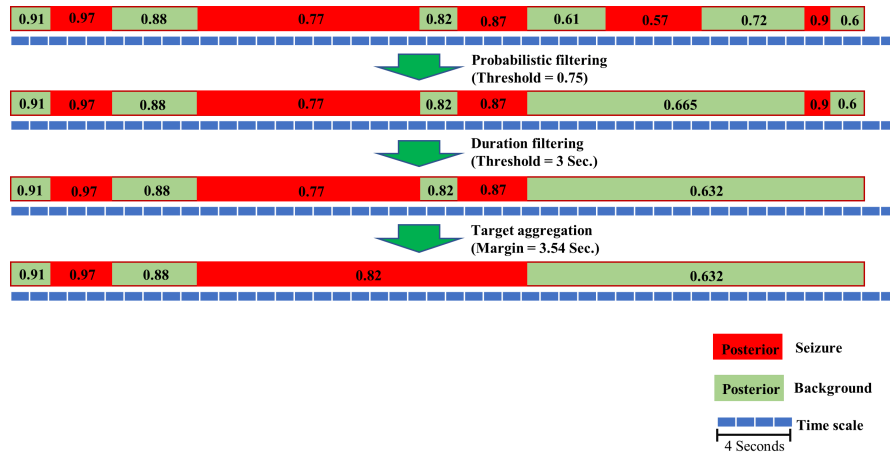 0.91 0.97 0.88 0.77 0.82 0.87 0.61 0.57 0.72 0.9 0.6
Probabilistic filtering
(Threshold = 0.75)
0.91 0.97 0.88 0.77 0.82 0.87 0.665 0.9 0.6
Duration filtering
(Threshold = 3 Sec.)
0.91 0.97 0.88 0.77 0.82 0.87 0.632
Target aggregation
(Margin = 3.54 Sec.)
0.91 0.97 0.88 0.82 0.632
Posterior Seizure
Posterior Background
Time scale
4 Seconds